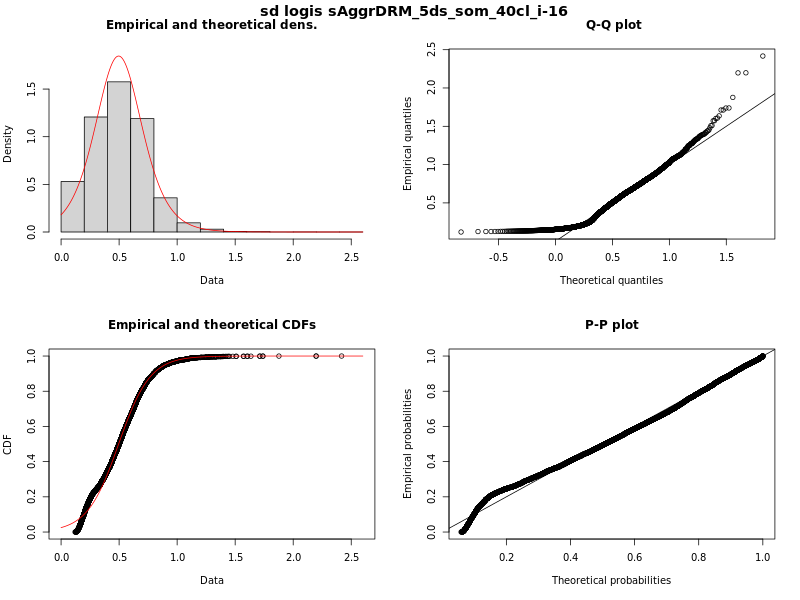 sd logis sAggrDRM_5ds_som_40cl_i-16
Empirical and theoretical dens.
Density
0.0 0.5 1.0 1.5
0.0 0.5 1.0 1.5 2.0 2.5
Data
Q-Q plot
Empirical quantiles
0.5 1.0 1.5 2.0 2.5
-0.5 0.0 0.5 1.0 1.5
Theoretical quantiles
Empirical and theoretical CDFs
CDF
0.0 0.2 0.4 0.6 0.8 1.0
0.0 0.5 1.0 1.5 2.0 2.5
Data
P-P plot
Empirical probabilities
0.0 0.2 0.4 0.6 0.8 1.0
0.2 0.4 0.6 0.8 1.0
Theoretical probabilities